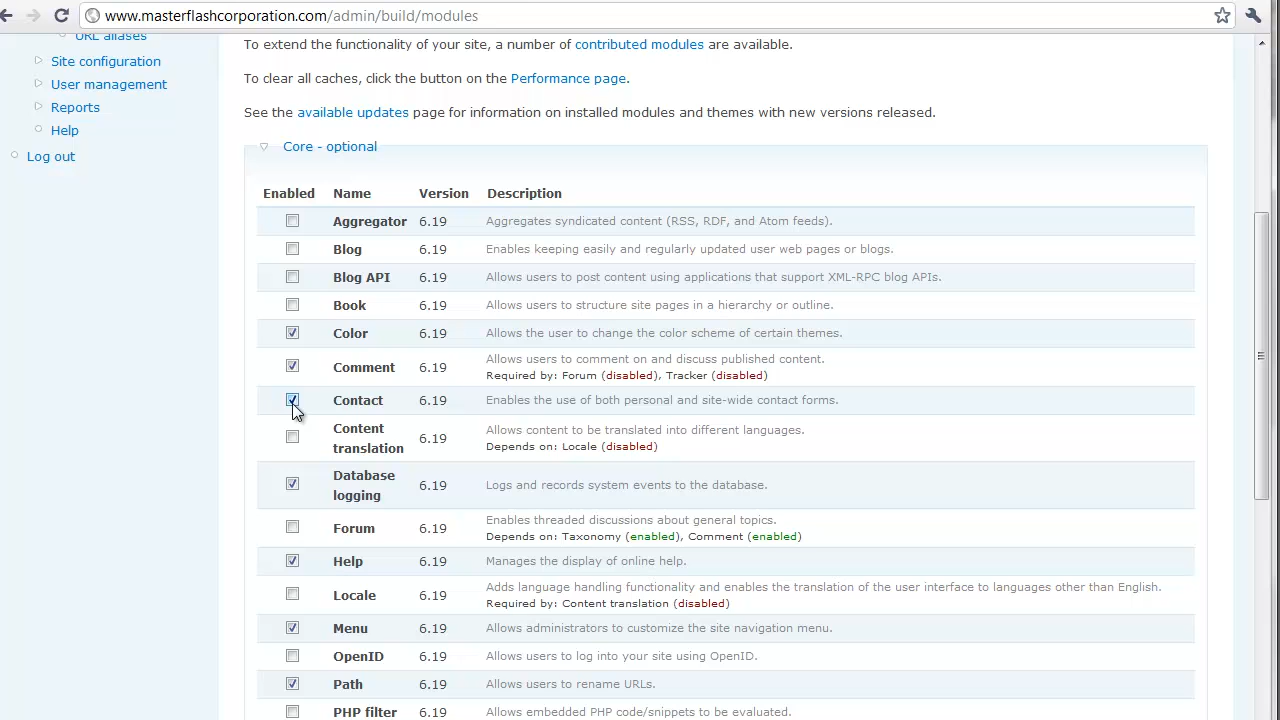 www.masterflashcorporation.com/admin/build/modules
URL aliases
Site configuration
User management
Reports
Help
Log out
To extend the functionality of your site, a number of contributed modules are available.
To clear all caches, click the button on the Performance page.
See the available updates page for information on installed modules and themes with new versions released.
Core - optional
Enabled Name Version Description
Aggregator 6.19 Aggregates syndicated content (RSS, RDF, and Atom feeds).
Blog 6.19 Enables keeping easily and regularly updated user web pages or blogs.
Blog API 6.19 Allows users to post content using applications that support XML-RPC blog APIs.
Book 6.19 Allows users to structure site pages in a hierarchy or outline.
Color 6.19 Allows the user to change the color scheme of certain themes.
Comment 6.19 Allows users to comment on and discuss published content.
Required by: Forum (disabled), Tracker (disabled)
Contact 6.19 Enables the use of both personal and site-wide contact forms.
Content translation 6.19 Allows content to be translated into different languages.
Depends on: Locale (disabled)
Database logging 6.19 Logs and records system events to the database.
Forum 6.19 Enables threaded discussions about general topics.
Depends on: Taxonomy (enabled), Comment (enabled)
Help 6.19 Manages the display of online help.
Locale 6.19 Adds language handling functionality and enables the translation of the user interface to languages other than English.
Required by: Content translation (disabled)
Menu 6.19 Allows administrators to customize the site navigation menu.
OpenID 6.19 Allows users to log into your site using OpenID.
Path 6.19 Allows users to rename URLs.
PHP filter 6.19 Allows embedded PHP code/snippets to be evaluated.